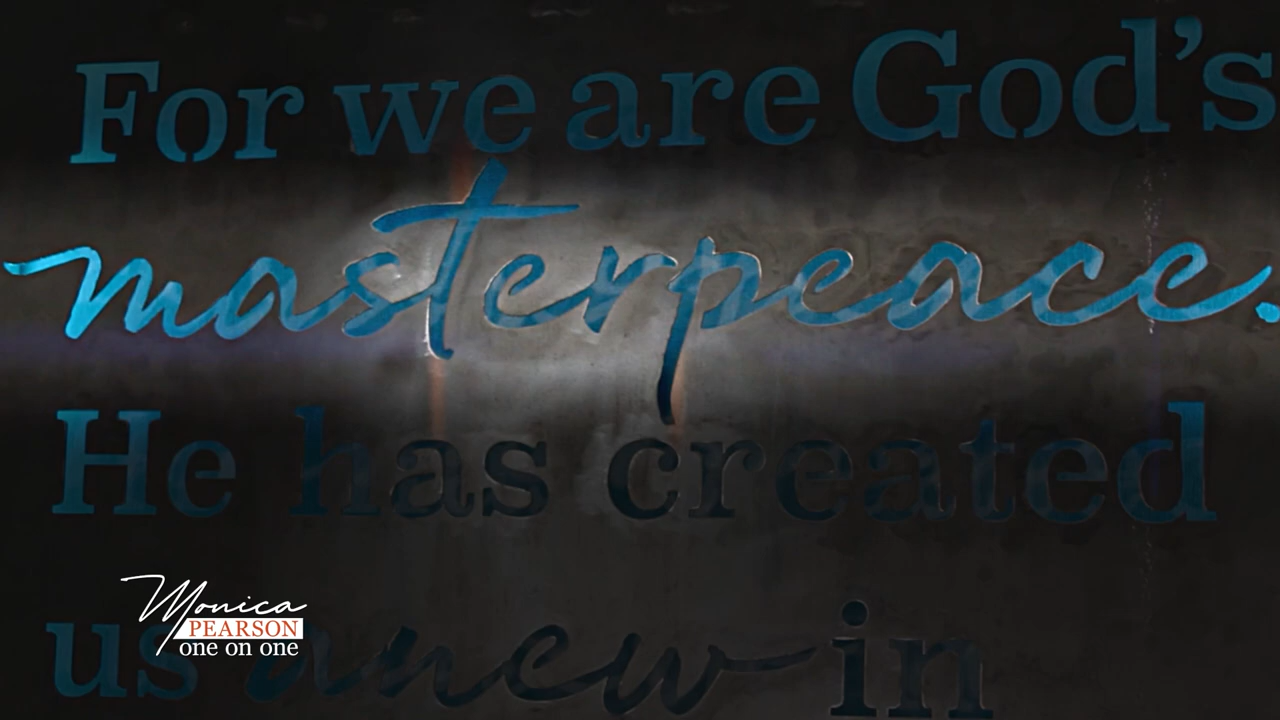 For we are God's
masterpeace.
He has created
us anew in
Monica
PEARSON
one on one